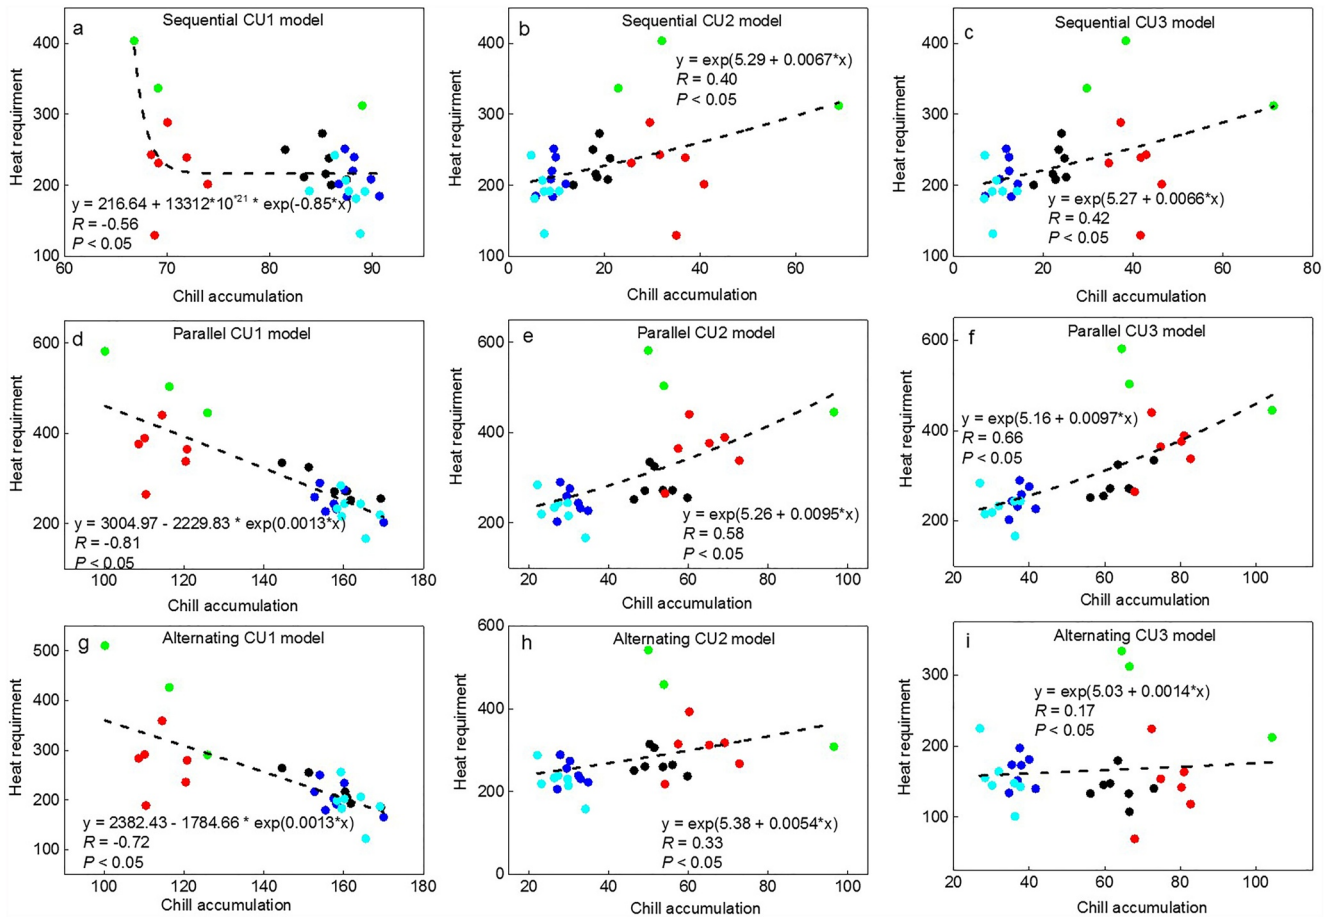 a
Sequential CU1 model
400
300
200
100
60
70
80
90
Heat requirment
y = 216.64 + 13312*10^21 * exp(-0.85*x)
R = -0.56
P < 0.05
Chill accumulation
b
Sequential CU2 model
400
300
200
100
0
20
40
60
Heat requirment
y = exp(5.29 + 0.0067*x)
R = 0.40
P < 0.05
Chill accumulation
c
Sequential CU3 model
400
300
200
100
0
20
40
60
80
Heat requirment
y = exp(5.27 + 0.0066*x)
R = 0.42
P < 0.05
Chill accumulation
d
Parallel CU1 model
600
400
200
100
120
140
160
180
Heat requirment
y = 3004.97 - 2229.83 * exp(0.0013*x)
R = -0.81
P < 0.05
Chill accumulation
e
Parallel CU2 model
600
400
200
20
40
60
80
100
Heat requirment
y = exp(5.26 + 0.0095*x)
R = 0.58
P < 0.05
Chill accumulation
f
Parallel CU3 model
600
400
200
20
40
60
80
100
Heat requirment
y = exp(5.16 + 0.0097*x)
R = 0.66
P < 0.05
Chill accumulation
g
Alternating CU1 model
500
400
300
200
100
100
120
140
160
180
Heat requirment
y = 2382.43 - 1784.66 * exp(0.0013*x)
R = -0.72
P < 0.05
Chill accumulation
h
Alternating CU2 model
600
400
200
0
20
40
60
80
100
Heat requirment
y = exp(5.38 + 0.0054*x)
R = 0.33
P < 0.05
Chill accumulation
i
Alternating CU3 model
300
200
100
20
40
60
80
100
Heat requirment
y = exp(5.03 + 0.0014*x)
R = 0.17
P < 0.05
Chill accumulation